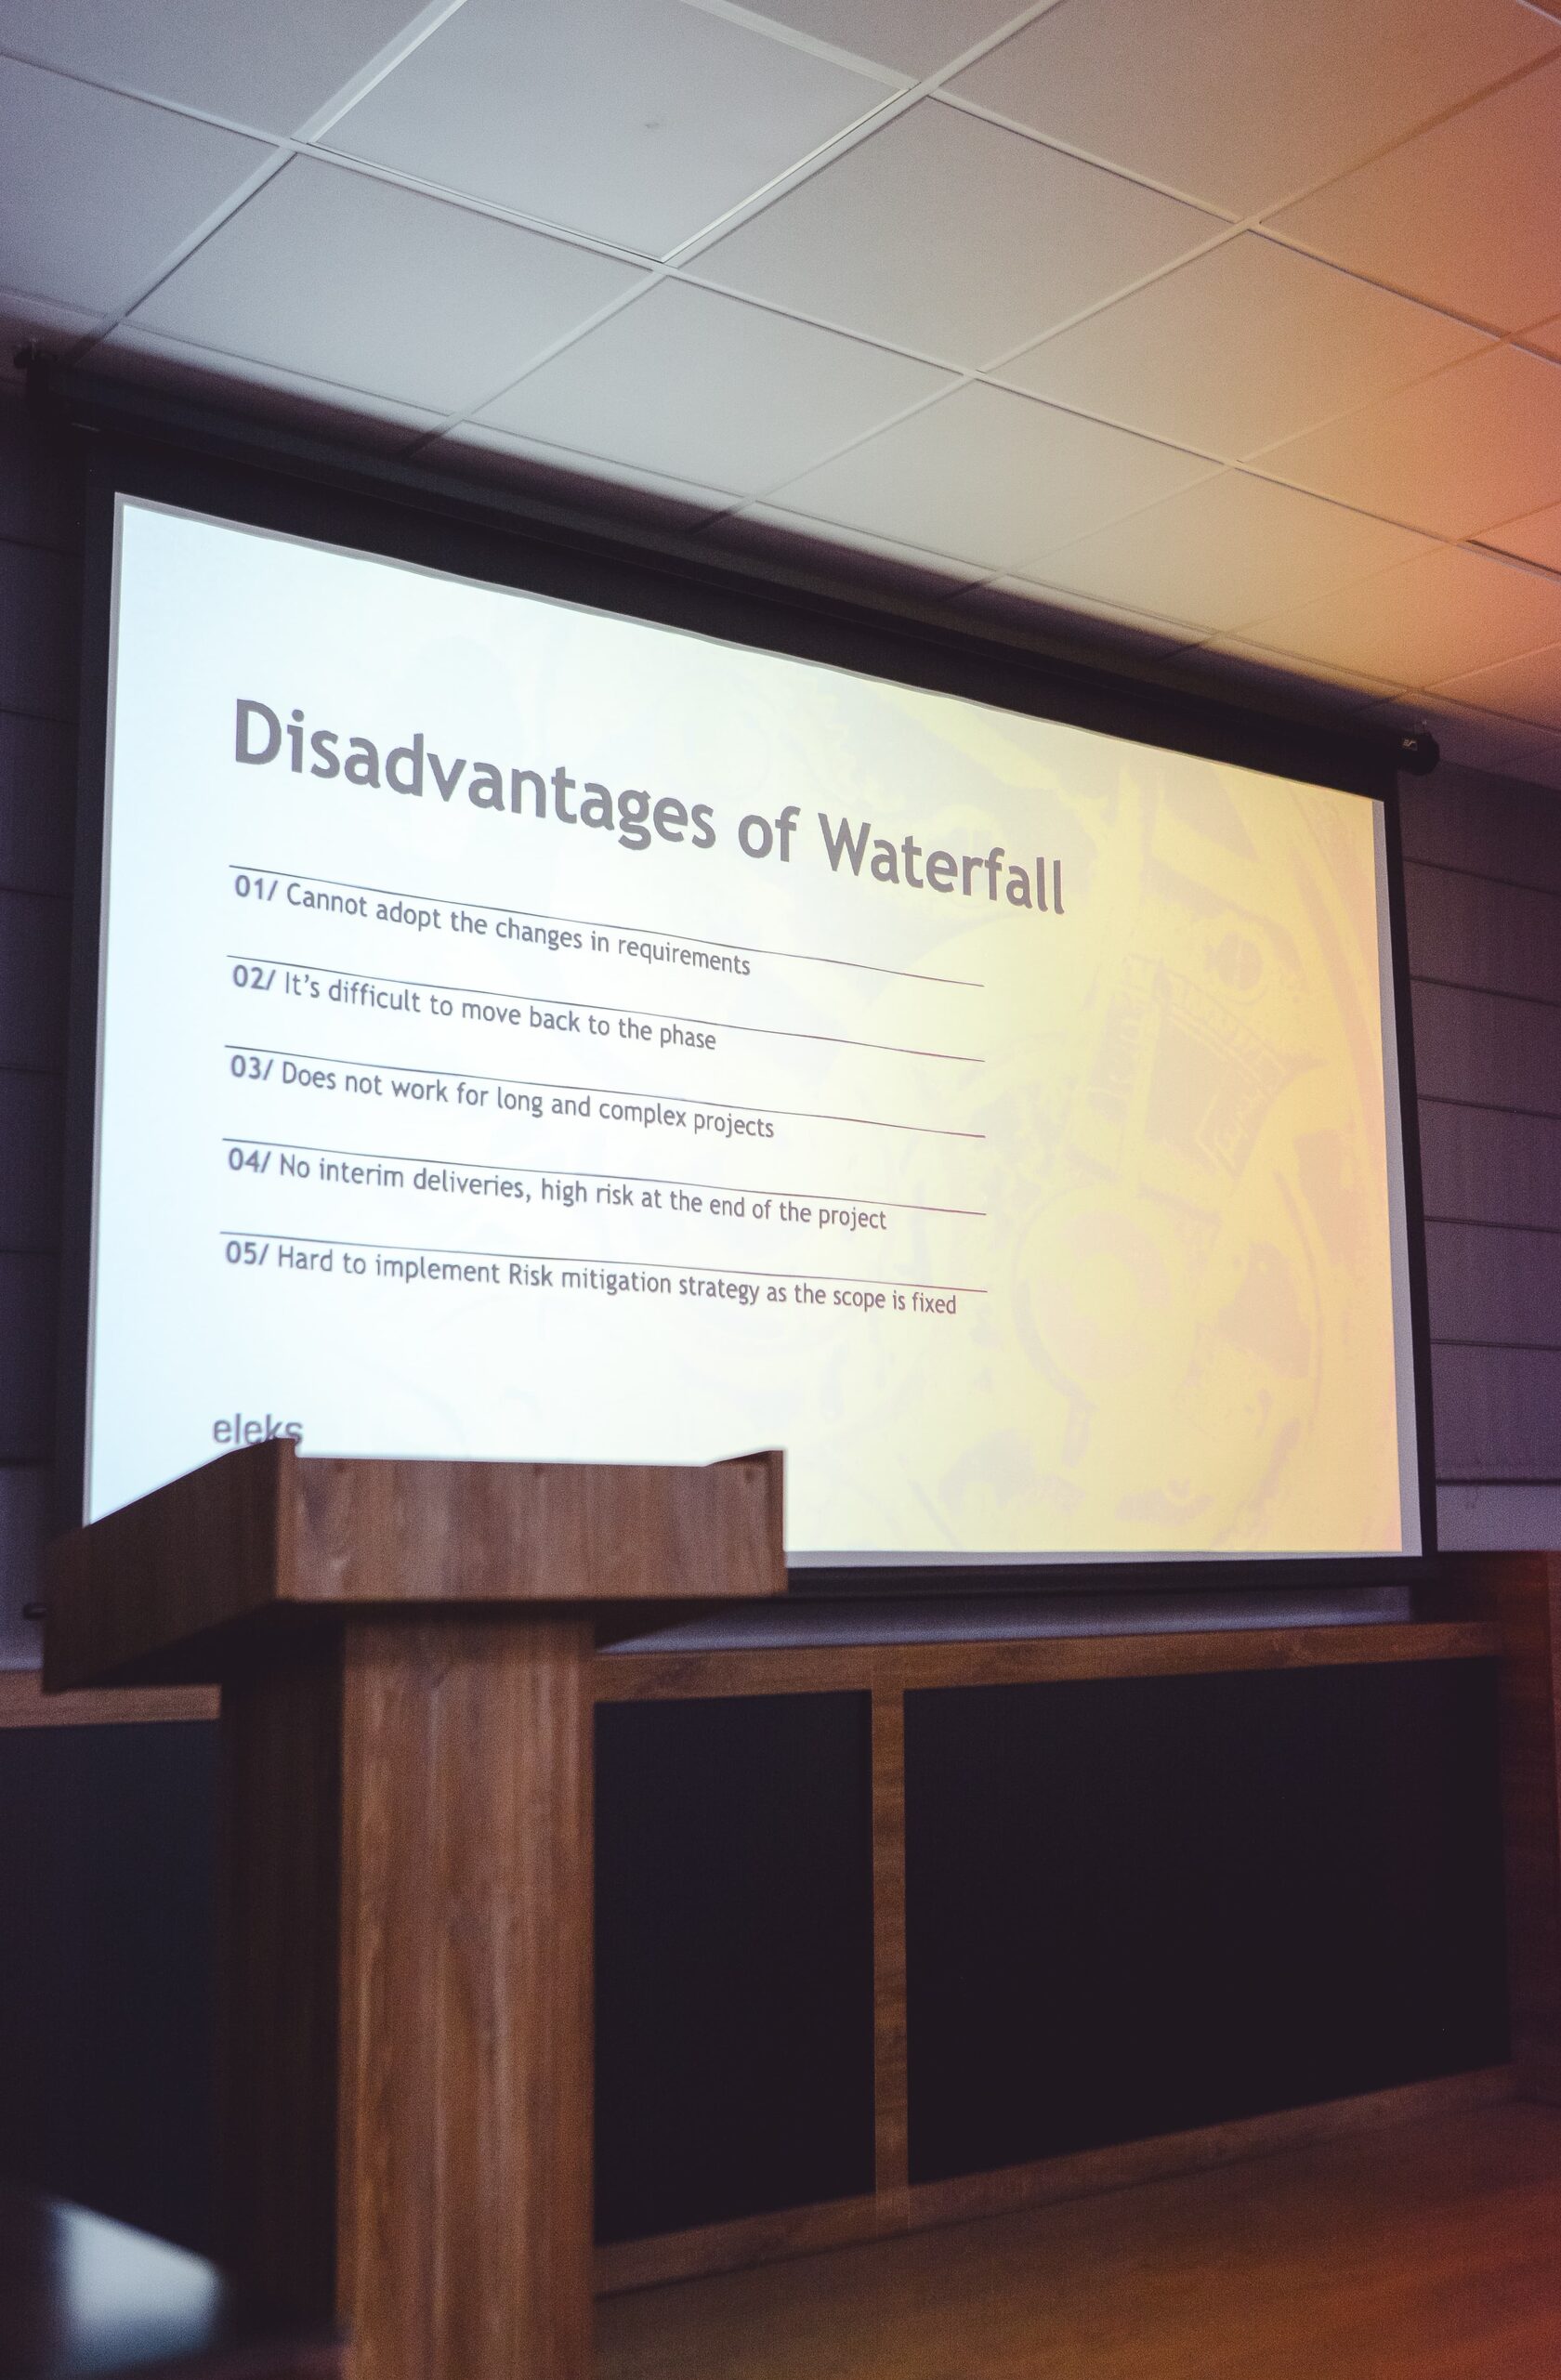 Disadvantages of Waterfall
01/ Cannot adopt the changes in requirements
02/ It’s difficult to move back to the phase
03/ Does not work for long and complex projects
04/ No interim deliveries, high risk at the end of the project
05/ Hard to implement Risk mitigation strategy as the scope is fixed
eleks